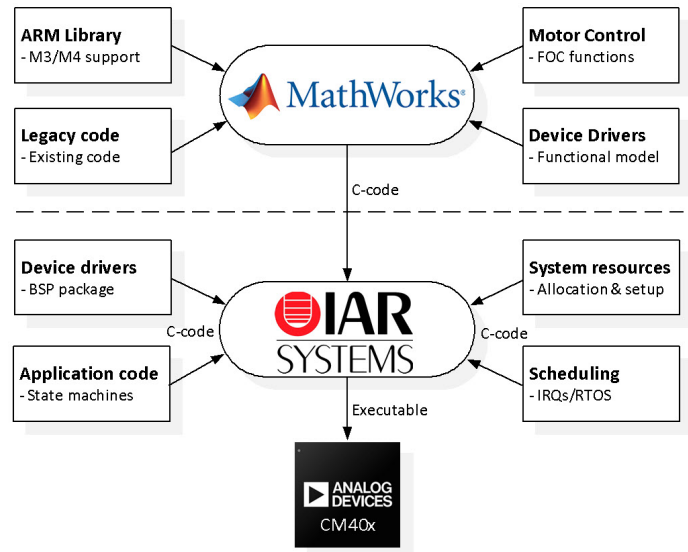 ARM Library
- M3/M4 support
Motor Control
- FOC functions
MathWorks®
Legacy code
- Existing code
Device Drivers
- Functional model
C-code
Device drivers
- BSP package
System resources
- Allocation & setup
IAR
SYSTEMS
C-code
C-code
Application code
- State machines
Scheduling
- IRQs/RTOS
Executable
ANALOG
DEVICES
CM40x